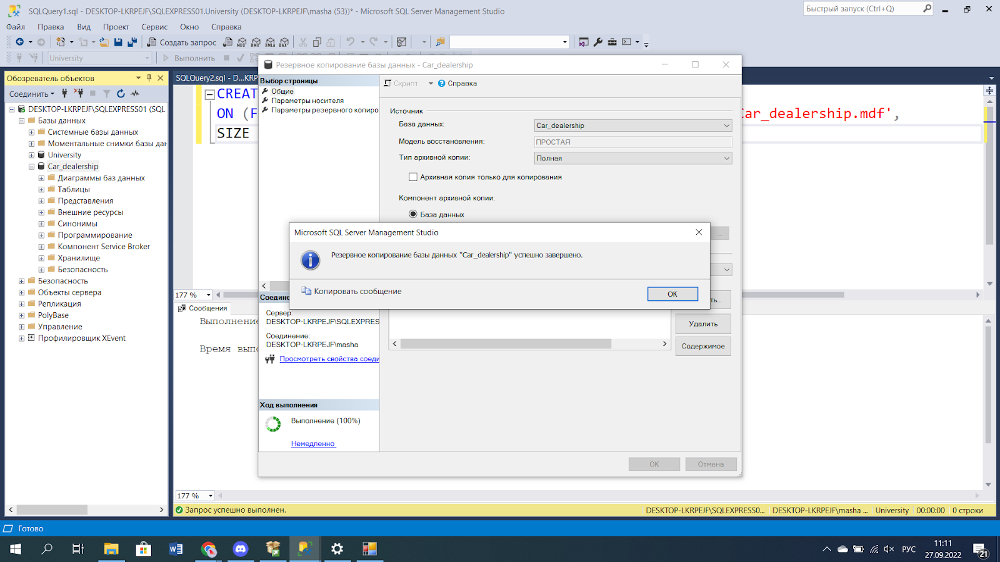 SQLQuery1.sql - DESKTOP-LKRPEJF\SQLEXPRESS01.University (DESKTOP-LKRPEJF\masha (53))* - Microsoft SQL Server Management Studio
Быстрый запуск (Ctrl+Q)
Файл Правка Вид Проект Сервис Окно Справка
Создать запрос MDX DMX XMLA DAX
University Выполнить
Обозреватель объектов
Соединить
DESKTOP-LKRPEJF\SQLEXPRESS01 (SQL
Базы данных
Системные базы данных
Моментальные снимки базы дан
University
Car_dealership
Диаграммы баз данных
Таблицы
Представления
Внешние ресурсы
Синонимы
Программирование
Компонент Service Broker
Хранилище
Безопасность
Безопасность
Объекты сервера
Репликация
PolyBase
Управление
Профилировщик XEvent
SQLQuery2.sql - D...KRP
CREAT
ON (F
Car_dealership.mdf',
SIZE
177 %
Сообщения
Выполнение
Время выпо
177 %
Резервное копирование базы данных - Car_dealership
Выбор страницы
Общие
Параметры носителя
Параметры резервного копиро
Скрипт Справка
Источник
База данных: Car_dealership
Модель восстановления: ПРОСТАЯ
Тип архивной копии: Полная
Архивная копия только для копирования
Компонент архивной копии:
База данных
...
Microsoft SQL Server Management Studio
Резервное копирование базы данных "Car_dealership" успешно завершено.
Копировать сообщение
OK
ть...
Удалить
Содержимое
Соедине
Сервер:
DESKTOP-LKRPEJF\SQLEXPRES
Соединение:
DESKTOP-LKRPEJF\masha
Просмотреть свойства соеди
Ход выполнения
Выполнение (100%)
Немедленно
OK Отмена
Запрос успешно выполнен.
DESKTOP-LKRPEJF\SQLEXPRESS0... DESKTOP-LKRPEJF\masha ... University 00:00:00 0 строки
Готово
РУС
11:11
27.09.2022
21